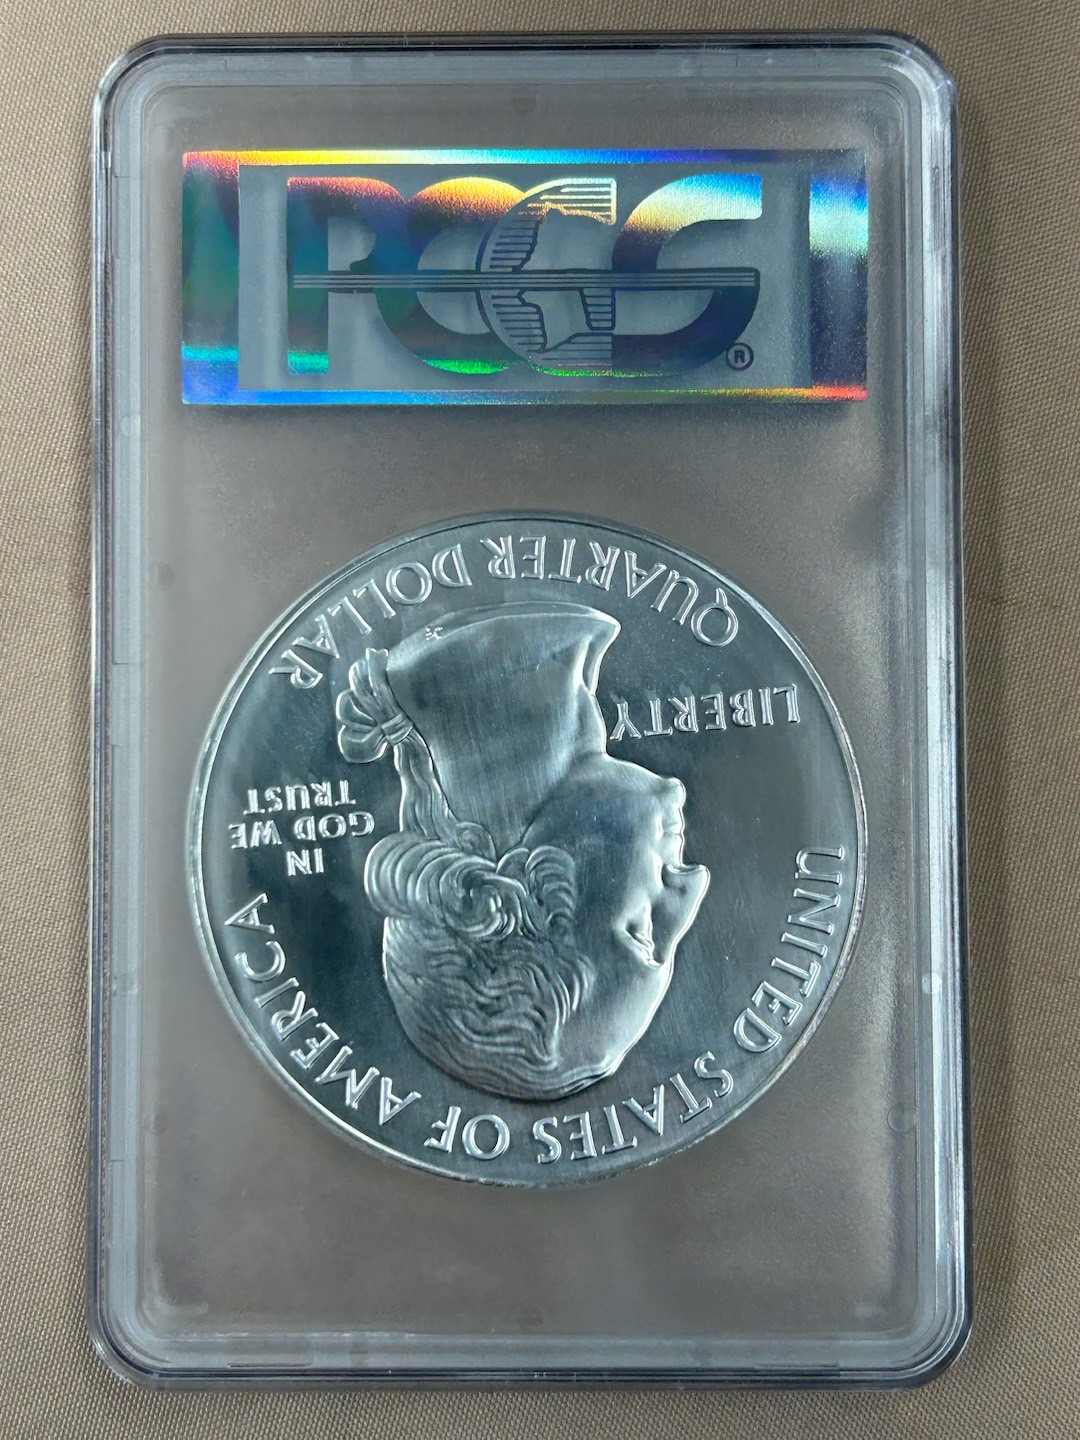 PCGS
®
UNITED STATES OF AMERICA
LIBERTY
IN
GOD WE
TRUST
QUARTER DOLLAR